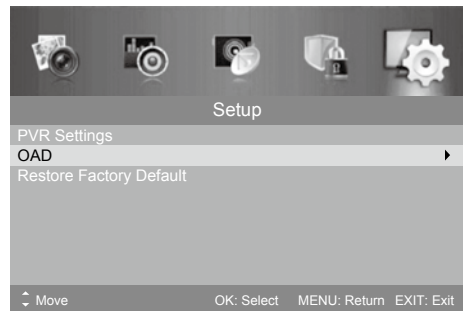 Setup
PVR Settings
OAD
Restore Factory Default
Move OK: Select MENU: Return EXIT: Exit